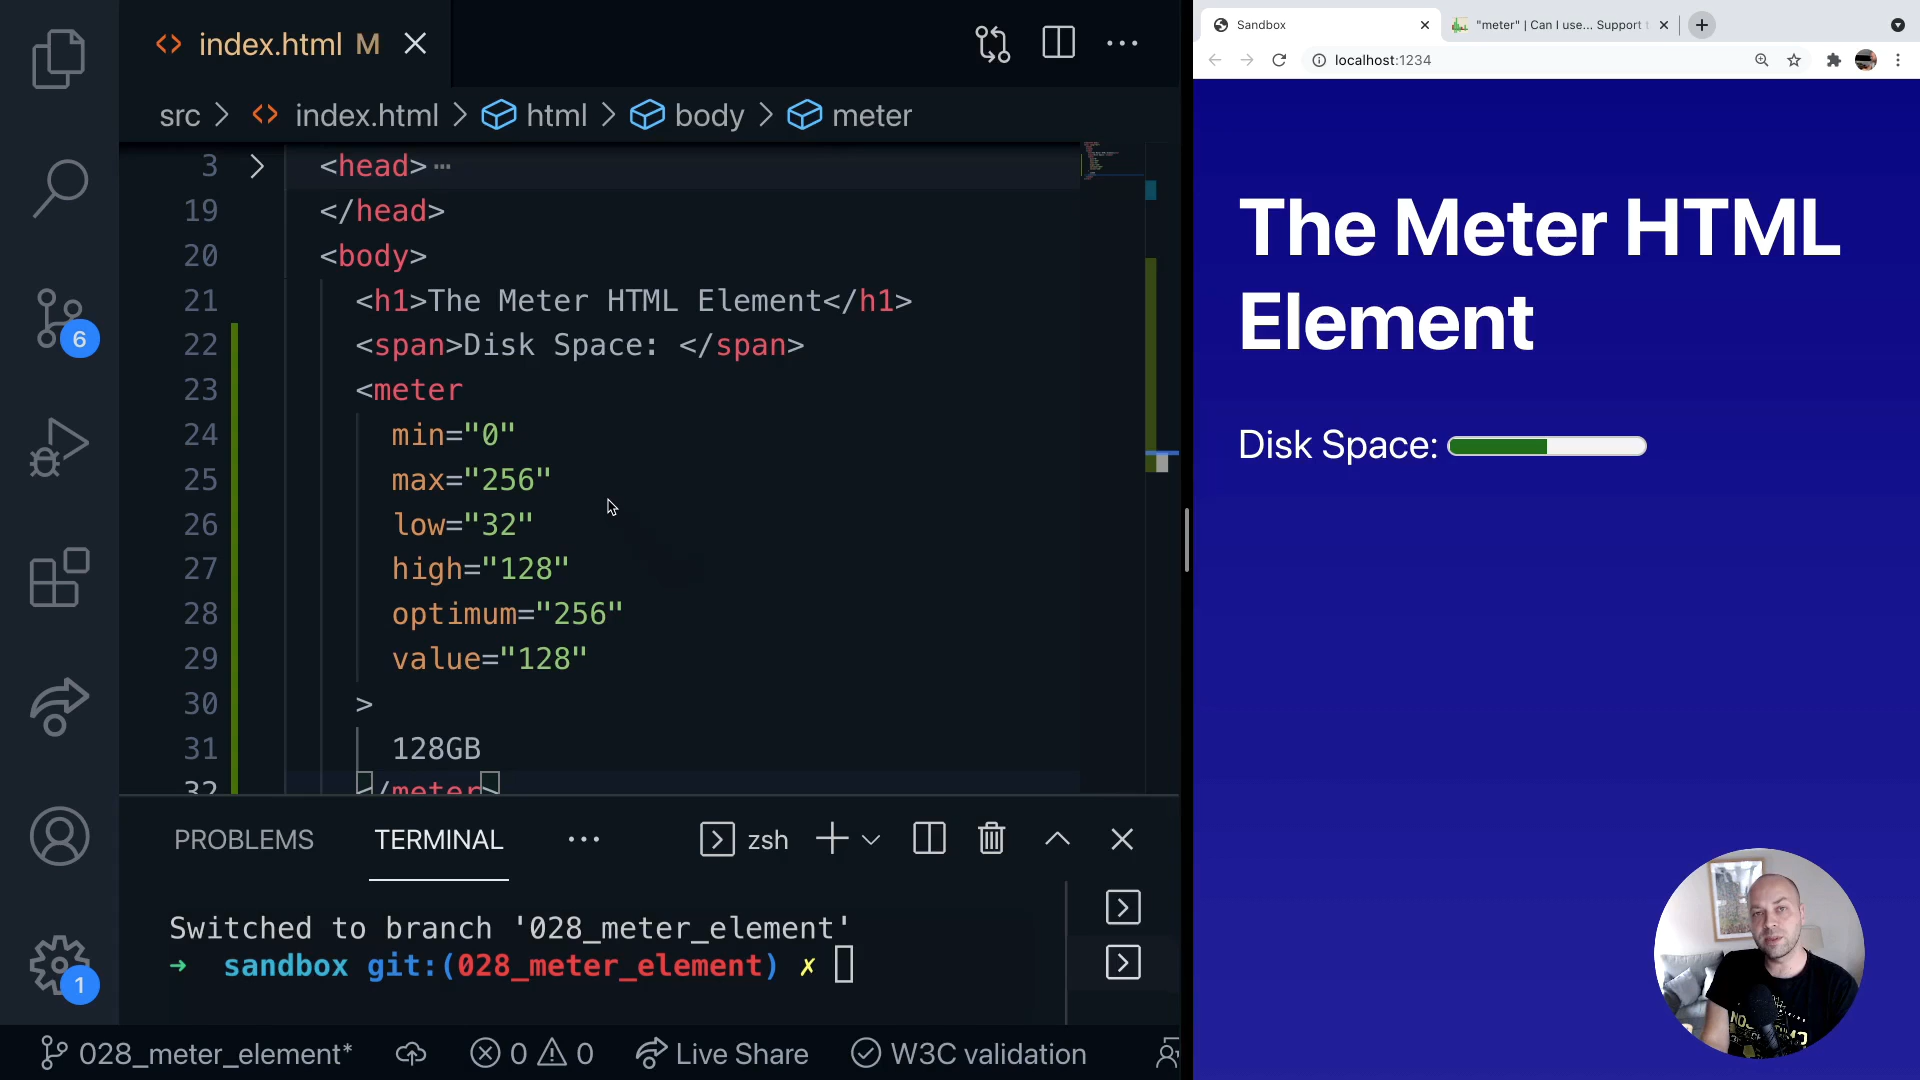 index.html M
src > index.html > html > body > meter
3 <head> ⋯
19 </head>
20 <body>
21 <h1>The Meter HTML Element</h1>
22 <span>Disk Space: </span>
23 <meter
24 min="0"
25 max="256"
26 low="32"
27 high="128"
28 optimum="256"
29 value="128"
30 >
31 128GB
32 </meter>
6
1
PROBLEMS TERMINAL ⋯ zsh
Switched to branch '028_meter_element'
➜ sandbox git:(028_meter_element) ✗
028_meter_element* 0 0 Live Share W3C validation
Sandbox
"meter" | Can I use... Support
localhost:1234
The Meter HTML
Element
Disk Space: